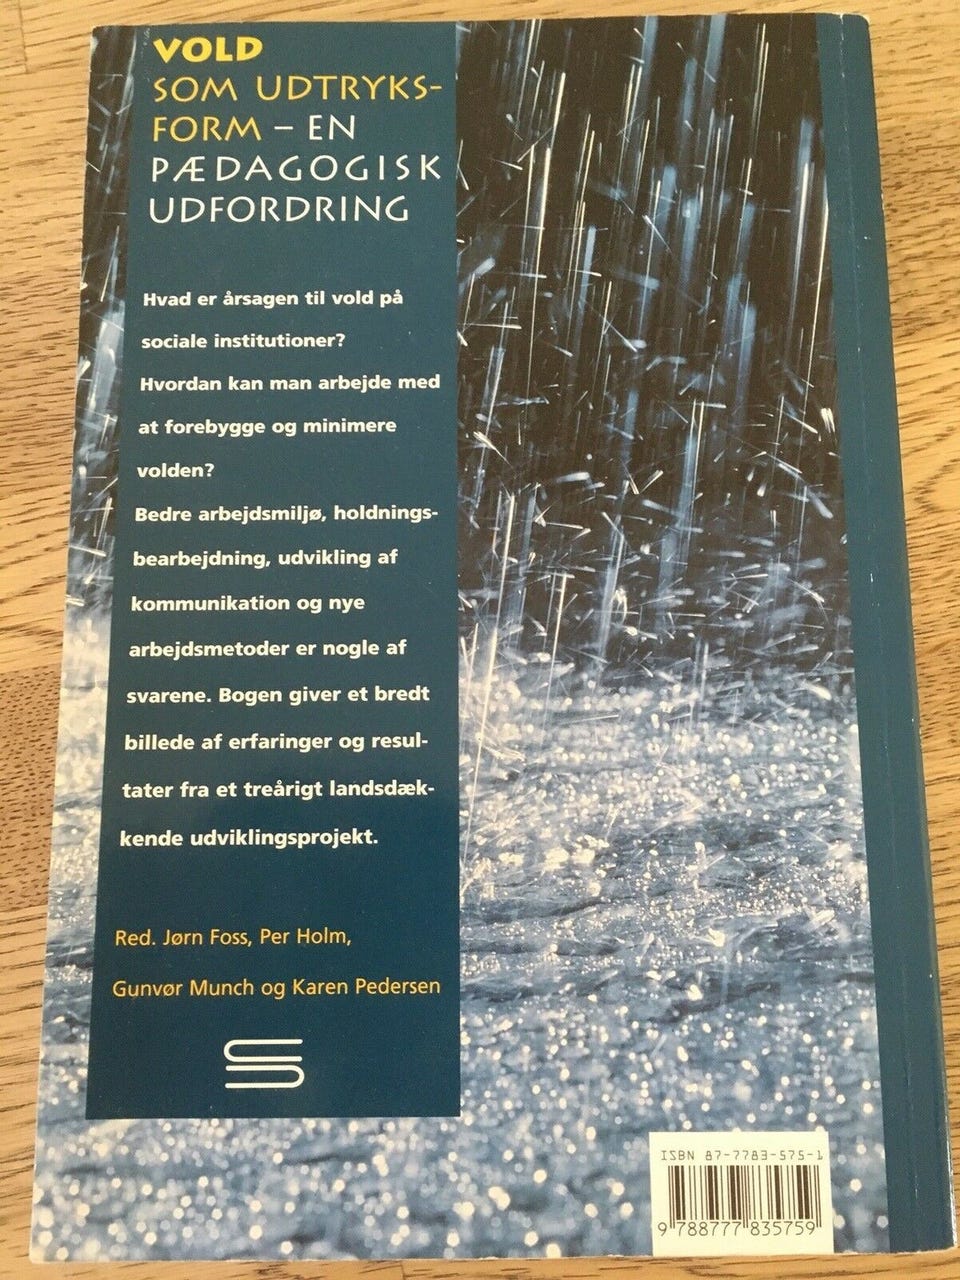 VOLD
SOM UDTRYKS-
FORM – EN
PÆDAGOGISK
UDFORDRING
Hvad er årsagen til vold på
sociale institutioner?
Hvordan kan man arbejde med
at forebygge og minimere
volden?
Bedre arbejdsmiljø, holdnings-
bearbejdning, udvikling af
kommunikation og nye
arbejdsmetoder er nogle af
svarene. Bogen giver et bredt
billede af erfaringer og resul-
tater fra et treårigt landsdæk-
kende udviklingsprojekt.
Red. Jørn Foss, Per Holm,
Gunvør Munch og Karen Pedersen
ISBN 87-7783-575-1
9 788777 835759